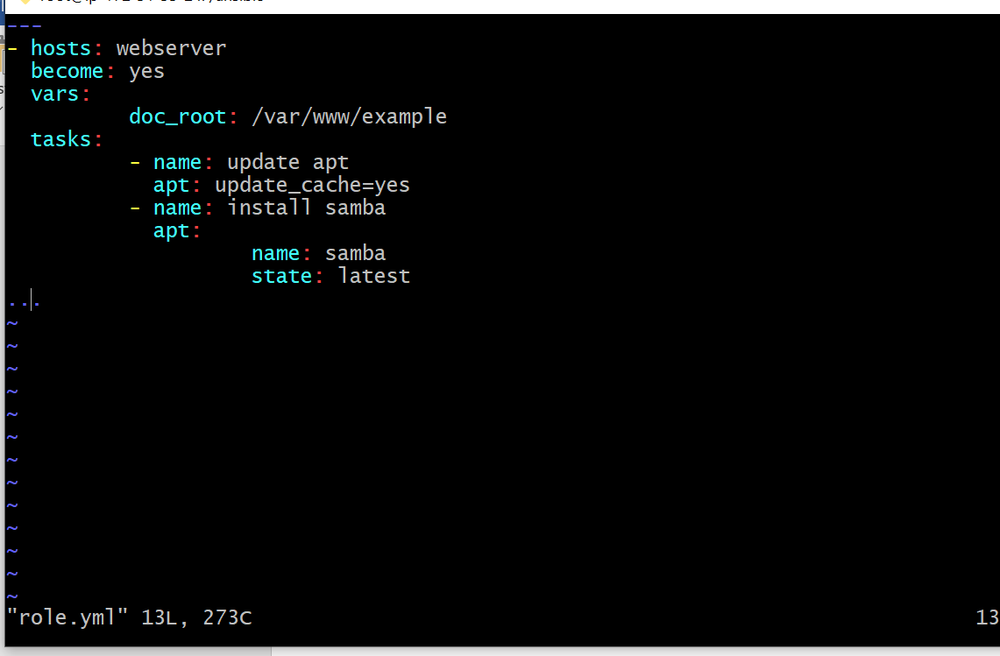 ---
- hosts: webserver
  become: yes
  vars:
          doc_root: /var/www/example
  tasks:
          - name: update apt
            apt: update_cache=yes
          - name: install samba
            apt:
                    name: samba
                    state: latest
...
~
~
~
~
~
~
~
~
~
~
~
~
~
"role.yml" 13L, 273C 13